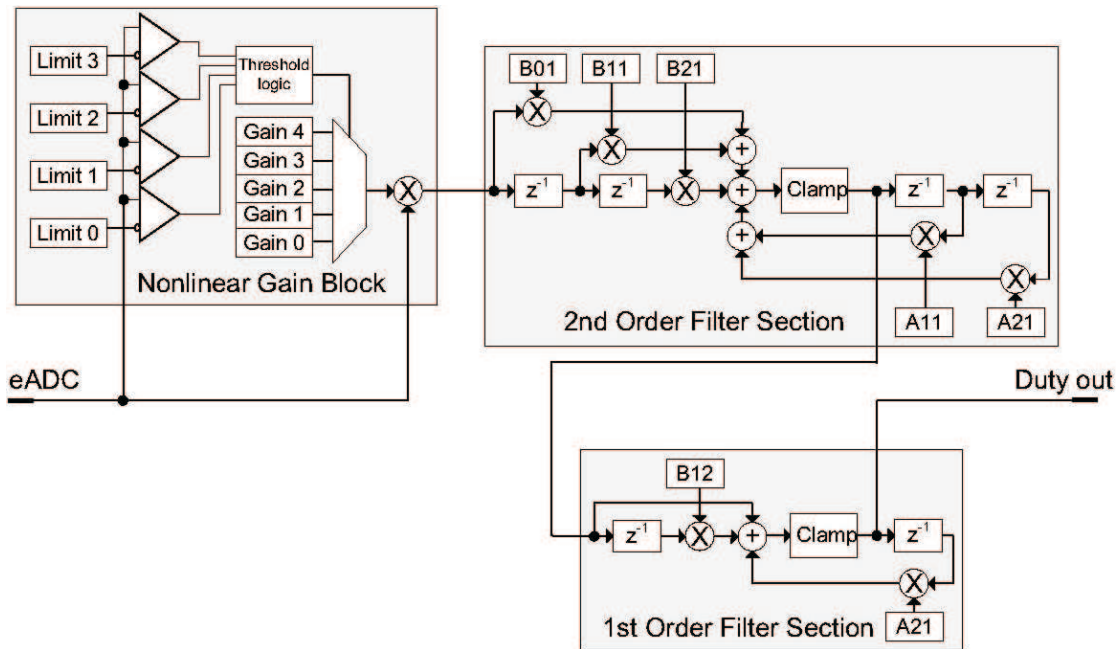 Limit 3
Limit 2
Limit 1
Limit 0
Threshold
logic
Gain 4
Gain 3
Gain 2
Gain 1
Gain 0
X
Nonlinear Gain Block
eADC
B01
B11
B21
X
X
X
+
+
+
z-1
z-1
Clamp
z-1
z-1
X
X
A11
A21
2nd Order Filter Section
Duty out
B12
z-1
X
+
Clamp
z-1
X
A21
1st Order Filter Section